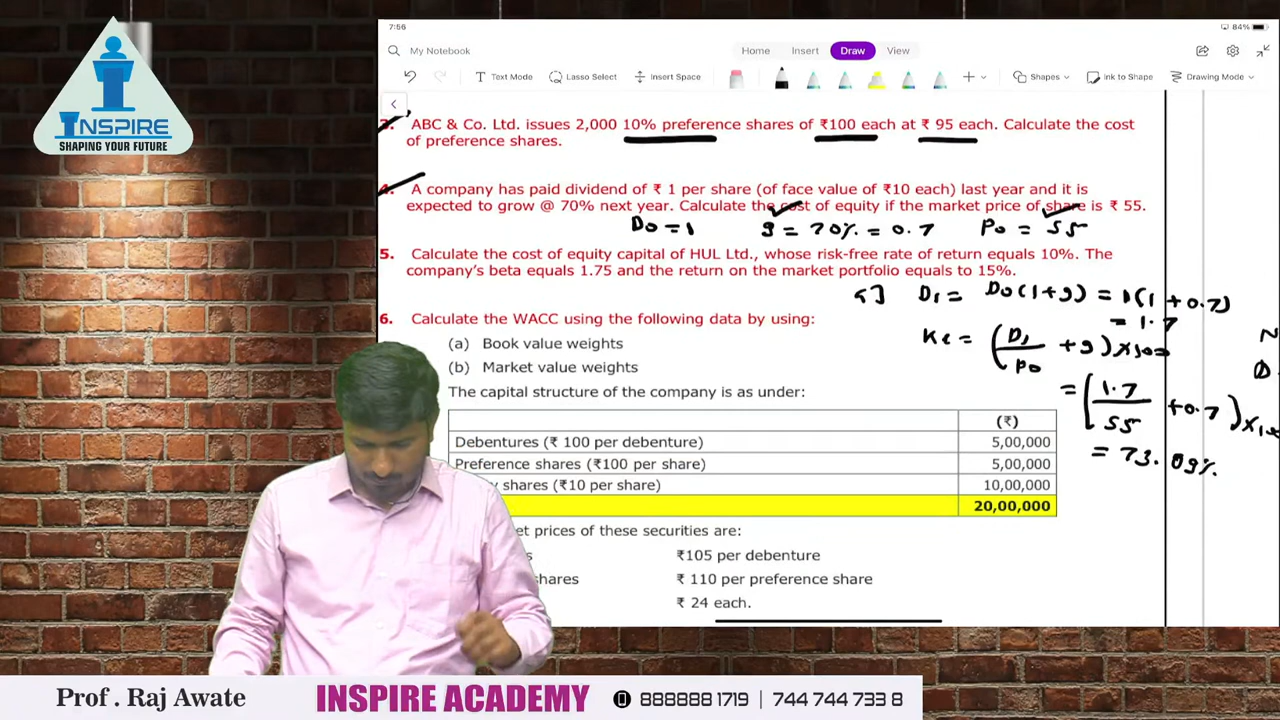 INSPIRE
SHAPING YOUR FUTURE
7:56
84%
My Notebook
Home Insert Draw View
Text Mode Lasso Select Insert Space Shapes Ink to Shape Drawing Mode
3. ABC & Co. Ltd. issues 2,000 10% preference shares of ₹100 each at ₹ 95 each. Calculate the cost
of preference shares.
4. A company has paid dividend of ₹ 1 per share (of face value of ₹10 each) last year and it is
expected to grow @ 70% next year. Calculate the cost of equity if the market price of share is ₹ 55.
D0 = 1 g = 70% = 0.7 P0 = 55
5. Calculate the cost of equity capital of HUL Ltd., whose risk-free rate of return equals 10%. The
company's beta equals 1.75 and the return on the market portfolio equals to 15%.
D1 = D0(1+g) = 1(1+0.7)
= 1.7
6. Calculate the WACC using the following data by using:
(a) Book value weights
(b) Market value weights
Ke = (D1/P0 + g) × 100
The capital structure of the company is as under:
= [1.7/55 + 0.7) ×
(₹)
Debentures (₹ 100 per debenture) 5,00,000
= 73.09%
Preference shares (₹100 per share) 5,00,000
shares (₹10 per share) 10,00,000
20,00,000
prices of these securities are:
₹105 per debenture
₹ 110 per preference share
₹ 24 each.
Prof . Raj Awate INSPIRE ACADEMY 888888 1719 | 744 744 733 8